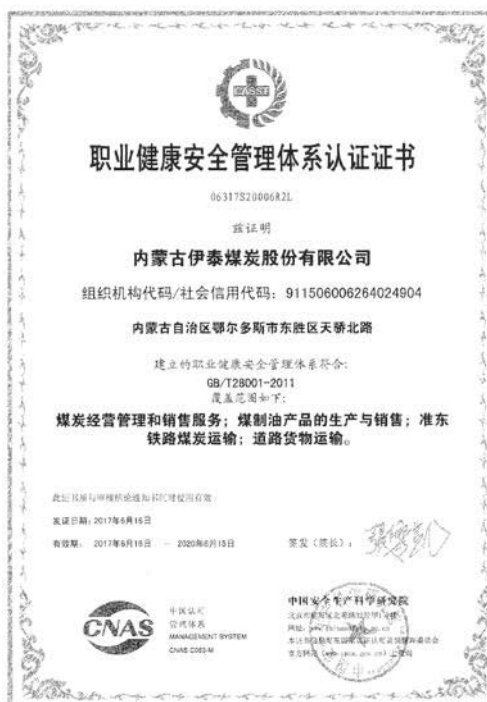 CASST
职业健康安全管理体系认证证书
06317S20006R2L
兹证明
内蒙古伊泰煤炭股份有限公司
组织机构代码/社会信用代码：911506006264024904
内蒙古自治区鄂尔多斯市东胜区天骄北路
建立的职业健康安全管理体系符合:
GB/T28001-2011
覆盖范围如下:
煤炭经营管理和销售服务；煤制油产品的生产与销售；准东
铁路煤炭运输；道路货物运输。
发证日期: 2017年6月16日
有效期: 2017年6月16日 — 2020年6月15日
签发（院长）:
CNAS
中国认可
管理体系
MANAGEMENT SYSTEM
CNAS C063-M
中国安全生产科学研究院